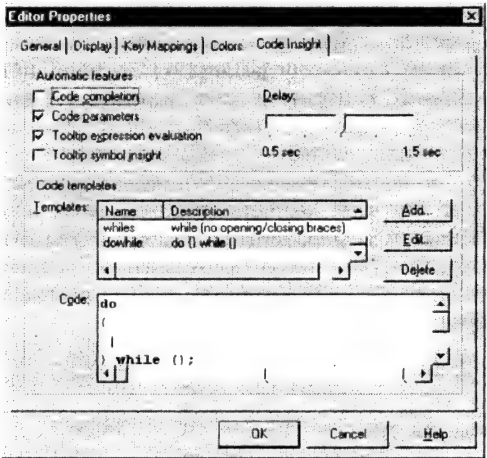 Editor Properties
General | Display | Key Mappings | Colors | Code Insight
Automatic features
Code completion
Delay:
Code parameters
Tooltip expression evaluation
0.5 sec 1.5 sec
Tooltip symbol insight
Code templates
Templates:
Name Description
Add...
whiles while (no opening/closing braces)
dowhile do {} while ()
Edit...
Delete
Code:
do
{
|
} while ();
OK Cancel Help